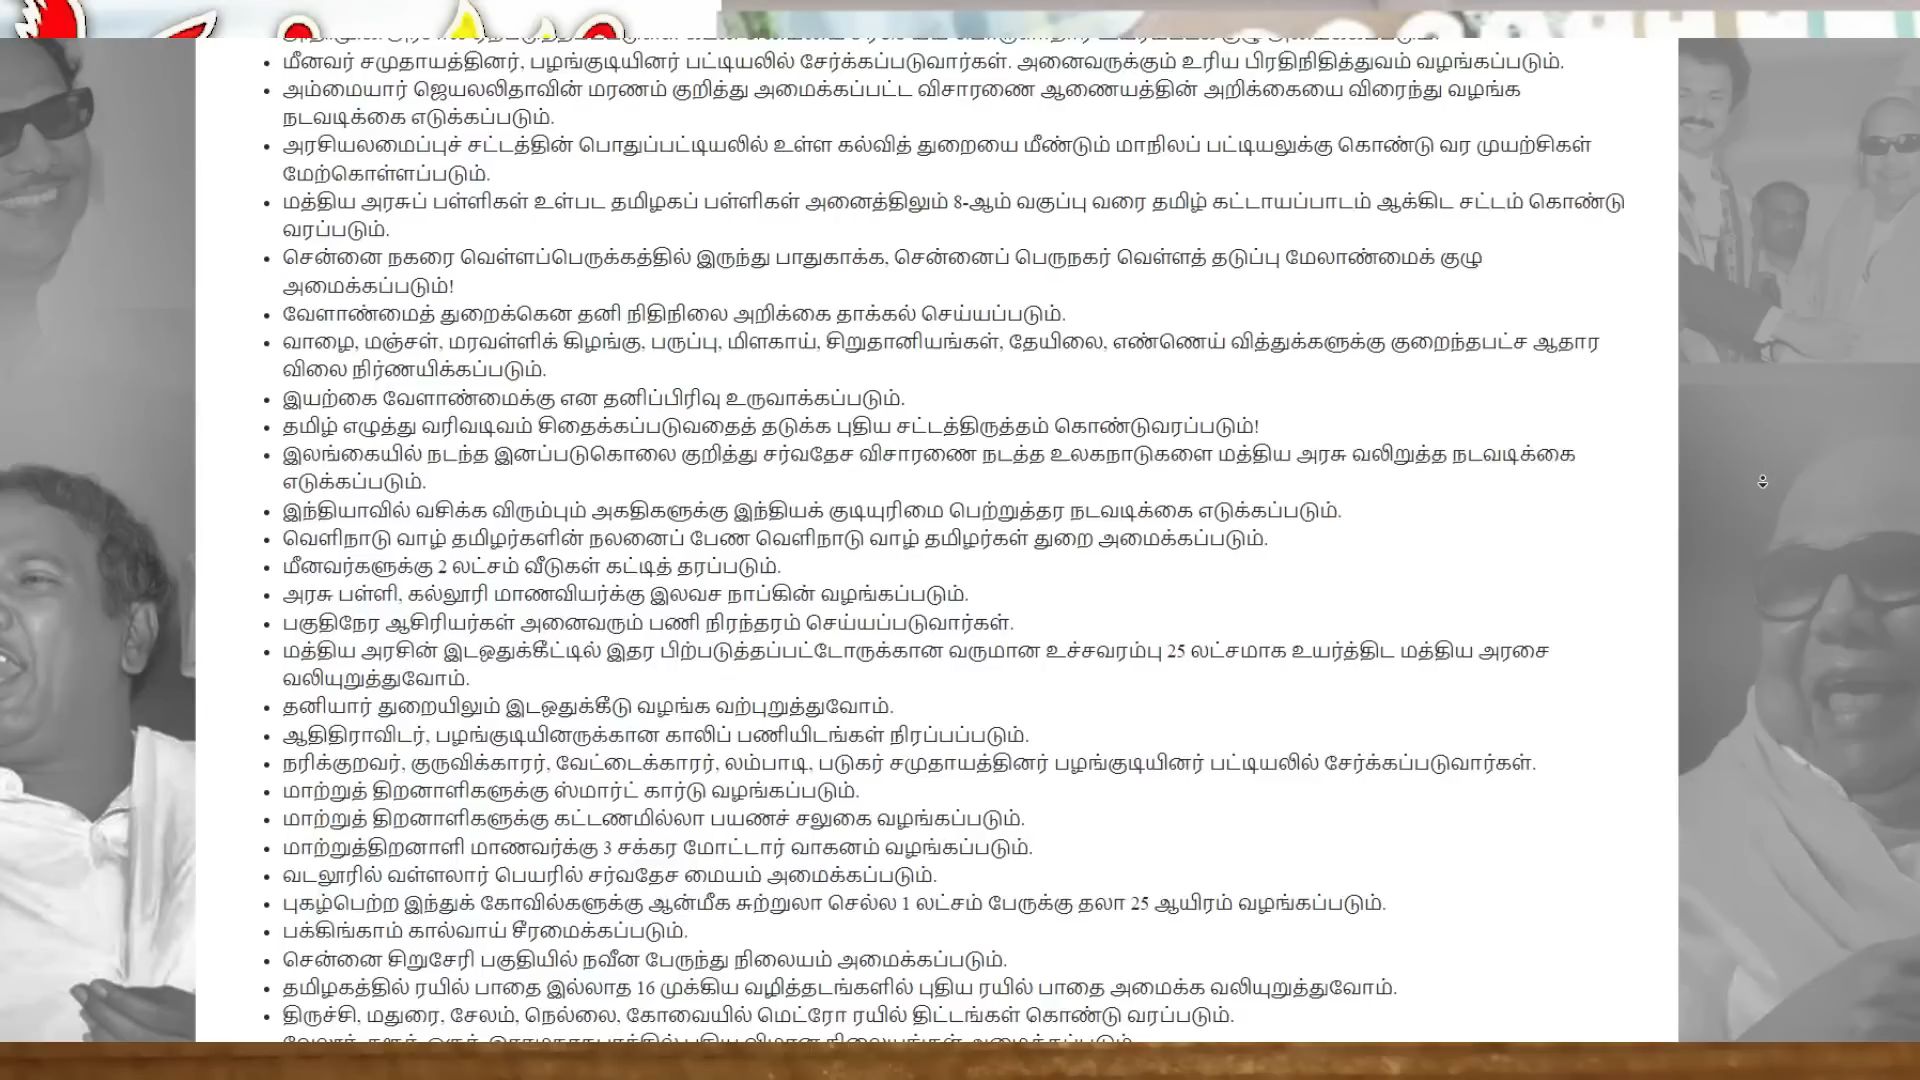 மீனவர் சமுதாயத்தினர், பழங்குடியினர் பட்டியலில் சேர்க்கப்படுவார்கள். அனைவருக்கும் உரிய பிரதிநிதித்துவம் வழங்கப்படும்.
அம்மையார் ஜெயலலிதாவின் மரணம் குறித்து அமைக்கப்பட்ட விசாரணை ஆணையத்தின் அறிக்கையை விரைந்து வழங்க
நடவடிக்கை எடுக்கப்படும்.
அரசியலமைப்புச் சட்டத்தின் பொதுப்பட்டியலில் உள்ள கல்வித் துறையை மீண்டும் மாநிலப் பட்டியலுக்கு கொண்டு வர முயற்சிகள்
மேற்கொள்ளப்படும்.
மத்திய அரசுப் பள்ளிகள் உள்பட தமிழகப் பள்ளிகள் அனைத்திலும் 8-ஆம் வகுப்பு வரை தமிழ் கட்டாயப்பாடம் ஆக்கிட சட்டம் கொண்டு
வரப்படும்.
சென்னை நகரை வெள்ளப்பெருக்கத்தில் இருந்து பாதுகாக்க, சென்னைப் பெருநகர் வெள்ளத் தடுப்பு மேலாண்மைக் குழு
அமைக்கப்படும்!
வேளாண்மைத் துறைக்கென தனி நிதிநிலை அறிக்கை தாக்கல் செய்யப்படும்.
வாழை, மஞ்சள், மரவள்ளிக் கிழங்கு, பருப்பு, மிளகாய், சிறுதானியங்கள், தேயிலை, எண்ணெய் வித்துக்களுக்கு குறைந்தபட்ச ஆதார
விலை நிர்ணயிக்கப்படும்.
இயற்கை வேளாண்மைக்கு என தனிப்பிரிவு உருவாக்கப்படும்.
தமிழ் எழுத்து வரிவடிவம் சிதைக்கப்படுவதைத் தடுக்க புதிய சட்டத்திருத்தம் கொண்டுவரப்படும்!
இலங்கையில் நடந்த இனப்படுகொலை குறித்து சர்வதேச விசாரணை நடத்த உலகநாடுகளை மத்திய அரசு வலிறுத்த நடவடிக்கை
எடுக்கப்படும்.
இந்தியாவில் வசிக்க விரும்பும் அகதிகளுக்கு இந்தியக் குடியுரிமை பெற்றுத்தர நடவடிக்கை எடுக்கப்படும்.
வெளிநாடு வாழ் தமிழர்களின் நலனைப் பேண வெளிநாடு வாழ் தமிழர்கள் துறை அமைக்கப்படும்.
மீனவர்களுக்கு 2 லட்சம் வீடுகள் கட்டித் தரப்படும்.
அரசு பள்ளி, கல்லூரி மாணவியர்க்கு இலவச நாப்கின் வழங்கப்படும்.
பகுதிநேர ஆசிரியர்கள் அனைவரும் பணி நிரந்தரம் செய்யப்படுவார்கள்.
மத்திய அரசின் இடஒதுக்கீட்டில் இதர பிற்படுத்தப்பட்டோருக்கான வருமான உச்சவரம்பு 25 லட்சமாக உயர்த்திட மத்திய அரசை
வலியுறுத்துவோம்.
தனியார் துறையிலும் இடஒதுக்கீடு வழங்க வற்புறுத்துவோம்.
ஆதிதிராவிடர், பழங்குடியினருக்கான காலிப் பணியிடங்கள் நிரப்பப்படும்.
நரிக்குறவர், குருவிக்காரர், வேட்டைக்காரர், லம்பாடி, படுகர் சமுதாயத்தினர் பழங்குடியினர் பட்டியலில் சேர்க்கப்படுவார்கள்.
மாற்றுத் திறனாளிகளுக்கு ஸ்மார்ட் கார்டு வழங்கப்படும்.
மாற்றுத் திறனாளிகளுக்கு கட்டணமில்லா பயணச் சலுகை வழங்கப்படும்.
மாற்றுத்திறனாளி மாணவர்க்கு 3 சக்கர மோட்டார் வாகனம் வழங்கப்படும்.
வடலூரில் வள்ளலார் பெயரில் சர்வதேச மையம் அமைக்கப்படும்.
புகழ்பெற்ற இந்துக் கோவில்களுக்கு ஆன்மீக சுற்றுலா செல்ல 1 லட்சம் பேருக்கு தலா 25 ஆயிரம் வழங்கப்படும்.
பக்கிங்காம் கால்வாய் சீரமைக்கப்படும்.
சென்னை சிறுசேரி பகுதியில் நவீன பேருந்து நிலையம் அமைக்கப்படும்.
தமிழகத்தில் ரயில் பாதை இல்லாத 16 முக்கிய வழித்தடங்களில் புதிய ரயில் பாதை அமைக்க வலியுறுத்துவோம்.
திருச்சி, மதுரை, சேலம், நெல்லை, கோவையில் மெட்ரோ ரயில் திட்டங்கள் கொண்டு வரப்படும்.